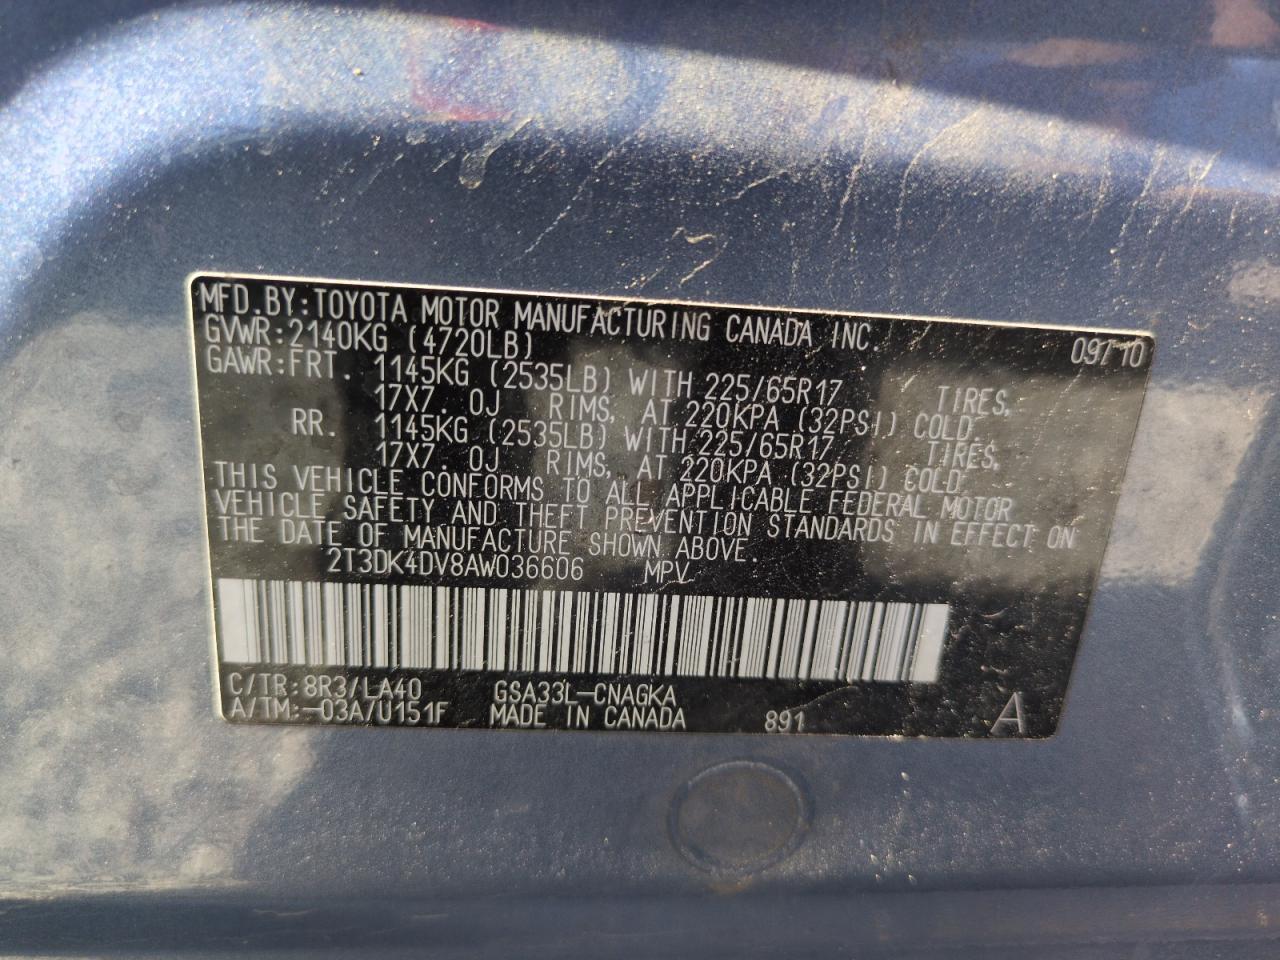 MFD.BY:TOYOTA MOTOR MANUFACTURING CANADA INC.
GVWR:2140KG (4720LB) 09/10
GAWR:FRT. 1145KG (2535LB) WITH 225/65R17 TIRES,
17X7. 0J RIMS, AT 220KPA (32PSI) COLD.
RR. 1145KG (2535LB) WITH 225/65R17 TIRES,
17X7. 0J RIMS, AT 220KPA (32PSI) COLD.
THIS VEHICLE CONFORMS TO ALL APPLICABLE FEDERAL MOTOR
VEHICLE SAFETY AND THEFT PREVENTION STANDARDS IN EFFECT ON
THE DATE OF MANUFACTURE SHOWN ABOVE.
2T3DK4DV8AW036606 MPV
C/TR:8R3/LA40 GSA33L-CNAGKA
A/TM:-03A/U151F MADE IN CANADA 891 A